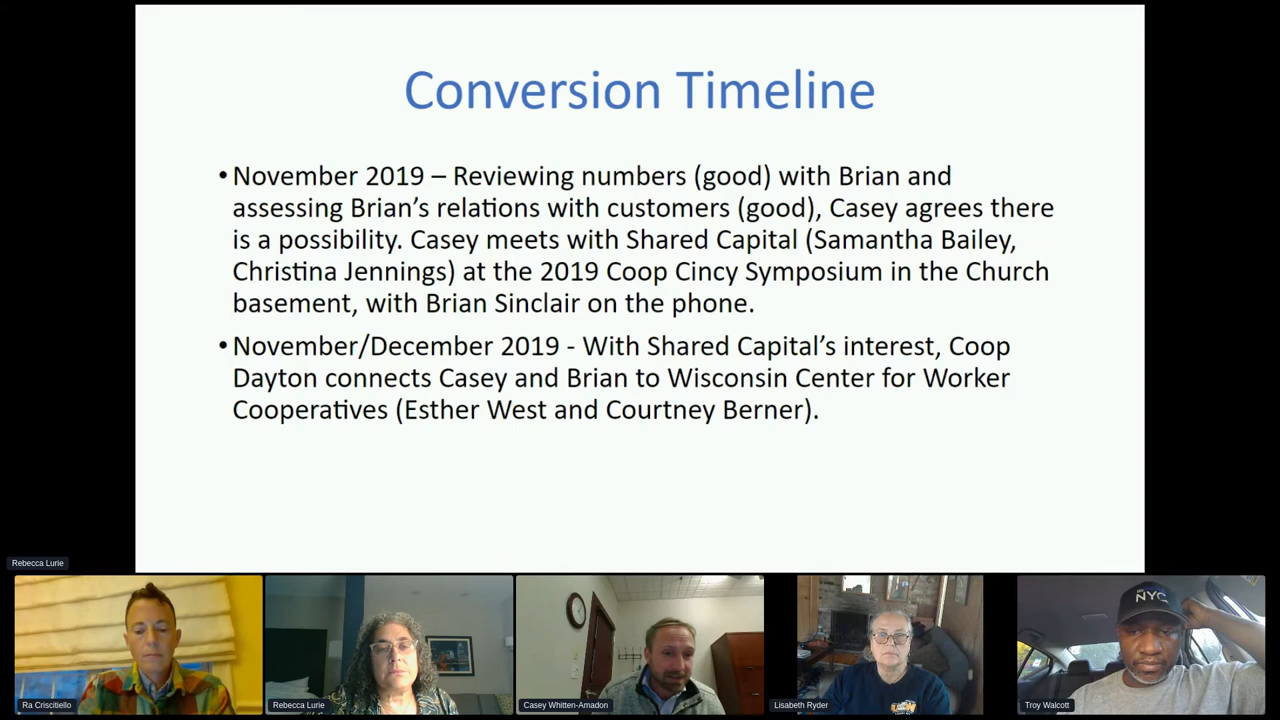 Conversion Timeline
• November 2019 – Reviewing numbers (good) with Brian and
assessing Brian’s relations with customers (good), Casey agrees there
is a possibility. Casey meets with Shared Capital (Samantha Bailey,
Christina Jennings) at the 2019 Coop Cincy Symposium in the Church
basement, with Brian Sinclair on the phone.
• November/December 2019 - With Shared Capital’s interest, Coop
Dayton connects Casey and Brian to Wisconsin Center for Worker
Cooperatives (Esther West and Courtney Berner).
Rebecca Lurie
NYC
Ra Criscitiello
Rebecca Lurie
Casey Whitten-Amadon
Lisabeth Ryder
Troy Walcott